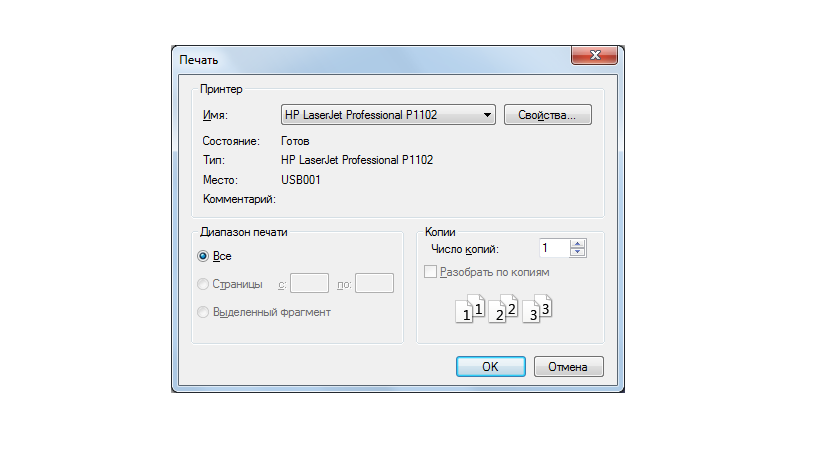 Печать
Принтер
Имя: HP LaserJet Professional P1102 Свойства...
Состояние: Готов
Тип: HP LaserJet Professional P1102
Место: USB001
Комментарий:
Диапазон печати
Все
Страницы с: по:
Выделенный фрагмент
Копии
Число копий: 1
Разобрать по копиям
1 1 2 2 3 3
OK Отмена